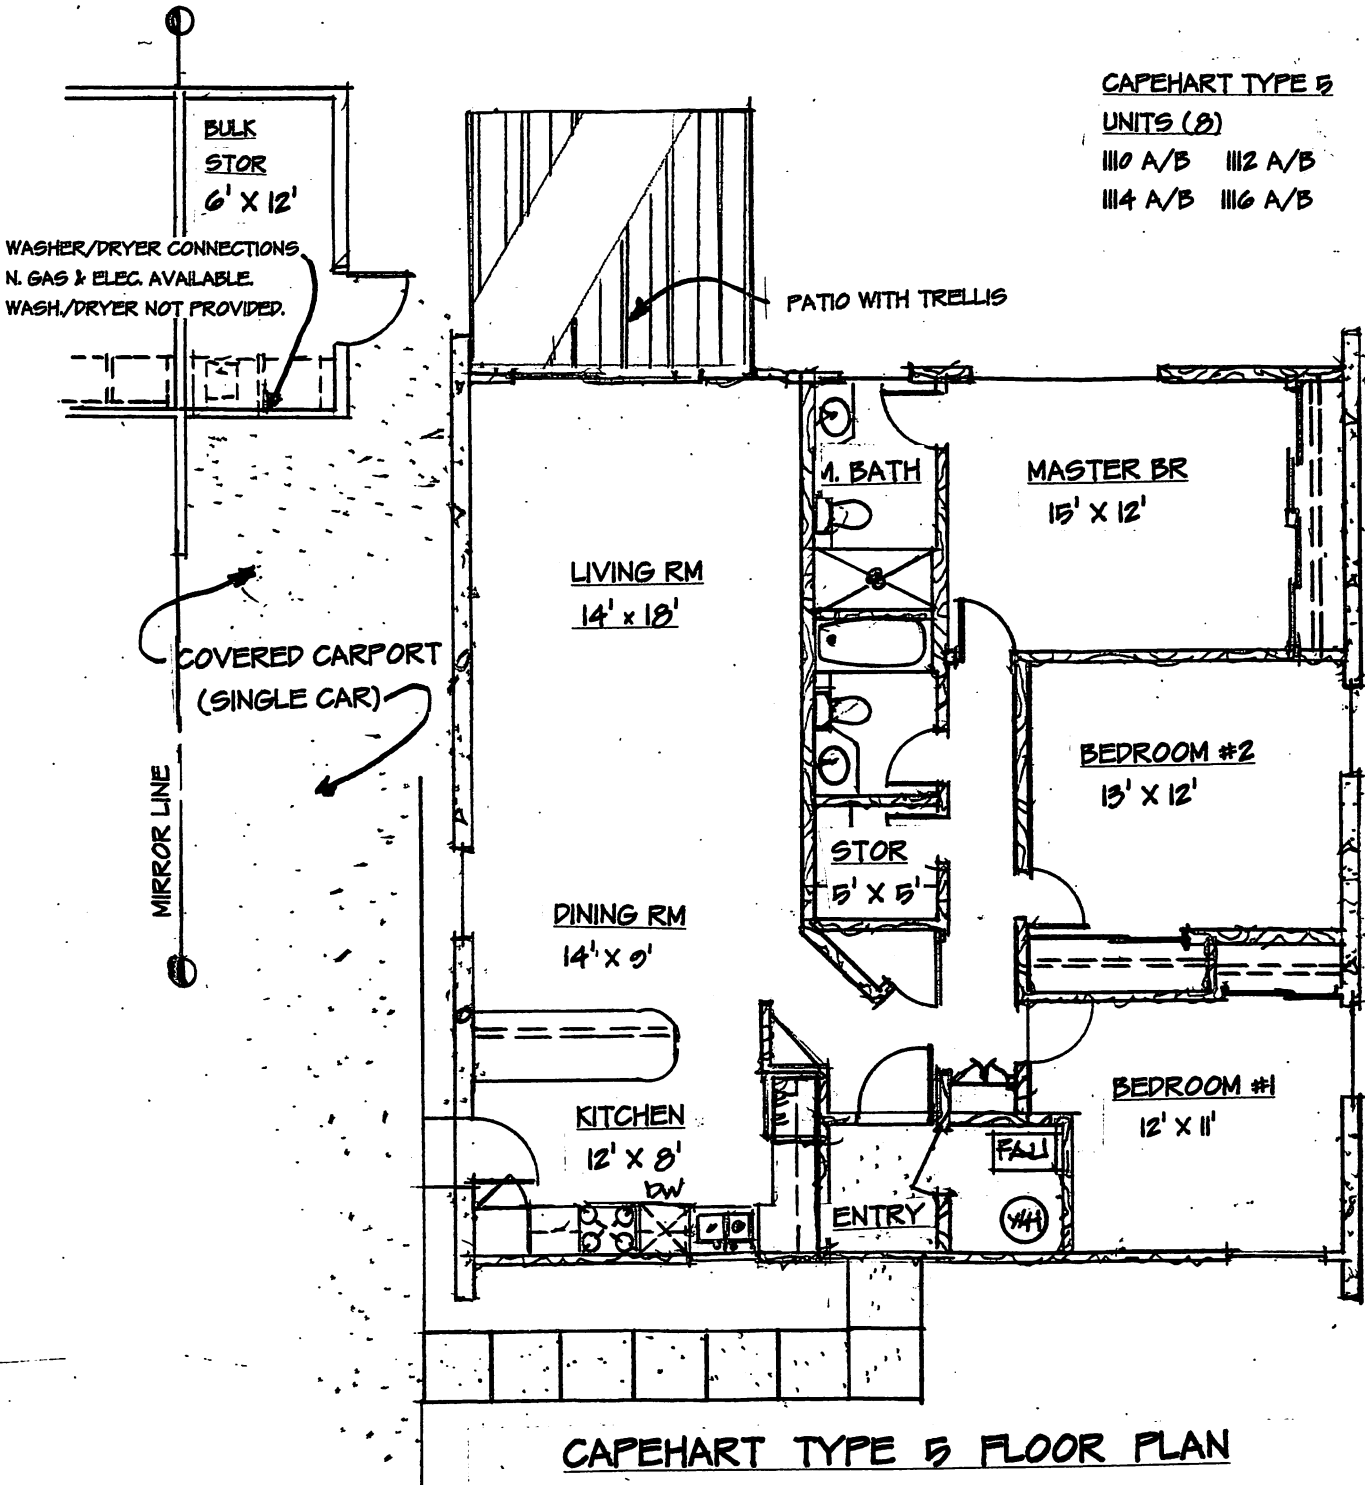 CAPEHART TYPE 5
UNITS (8)
1110 A/B 1112 A/B
1114 A/B 1116 A/B
BULK
STOR
6' X 12'
WASHER/DRYER CONNECTIONS
N. GAS & ELEC. AVAILABLE.
WASH./DRYER NOT PROVIDED.
PATIO WITH TRELLIS
M. BATH
MASTER BR
15' X 12'
LIVING RM
14' x 18'
COVERED CARPORT
(SINGLE CAR)
MIRROR LINE
BEDROOM #2
13' X 12'
STOR
5' X 5'
DINING RM
14' X 9'
KITCHEN
12' X 8'
DW
BEDROOM #1
12' X 11'
FAU
WH
ENTRY
CAPEHART TYPE 5 FLOOR PLAN